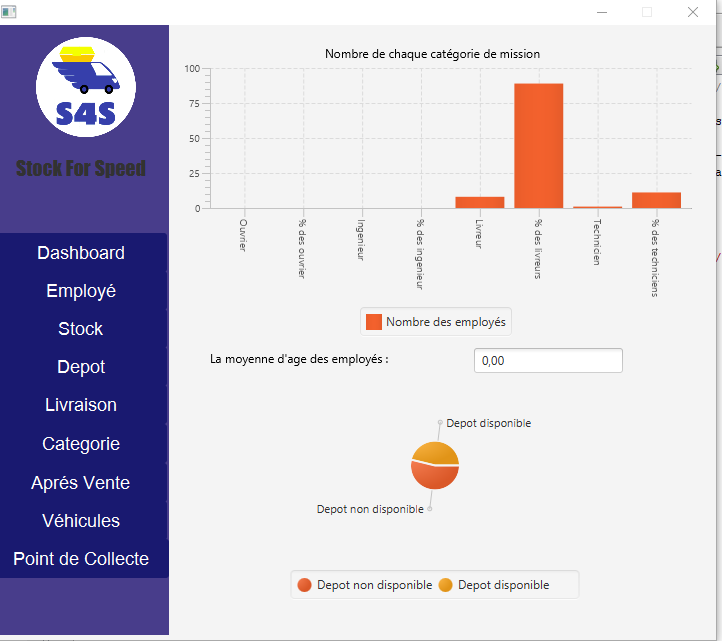 S4S
Stock For Speed
Dashboard
Employé
Stock
Depot
Livraison
Categorie
Aprés Vente
Véhicules
Point de Collecte
Nombre de chaque catégorie de mission
100
75
50
25
0
Ouvrier
% des ouvrier
Ingenieur
% des ingenieur
Livreur
% des livreurs
Technicien
% des techniciens
Nombre des employés
La moyenne d'age des employés :
0,00
Depot disponible
Depot non disponible
Depot non disponible
Depot disponible